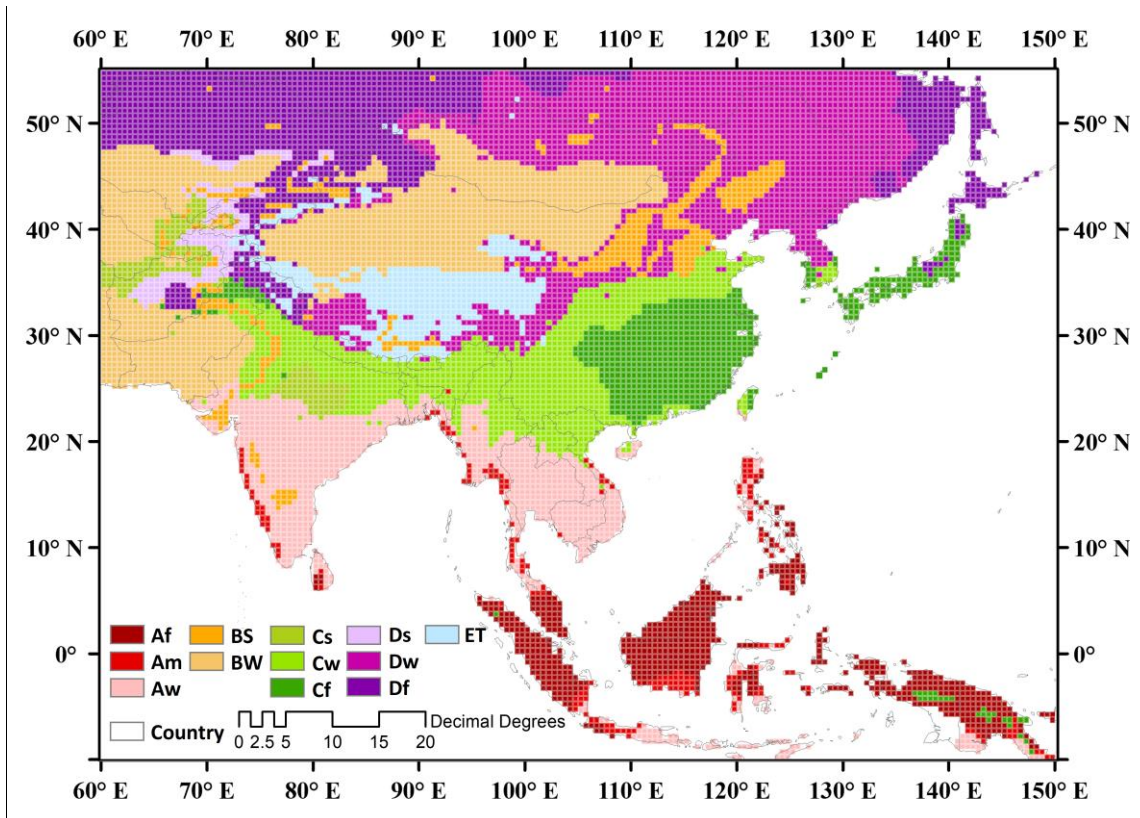 60° E 70° E 80° E 90° E 100° E 110° E 120° E 130° E 140° E 150° E
50° N 50° N
40° N 40° N
30° N 30° N
20° N 20° N
10° N 10° N
0° 0°
Af BS Cs Ds ET
Am BW Cw Dw
Aw Cf Df
Country Decimal Degrees
0 2.5 5 10 15 20
60° E 70° E 80° E 90° E 100° E 110° E 120° E 130° E 140° E 150° E